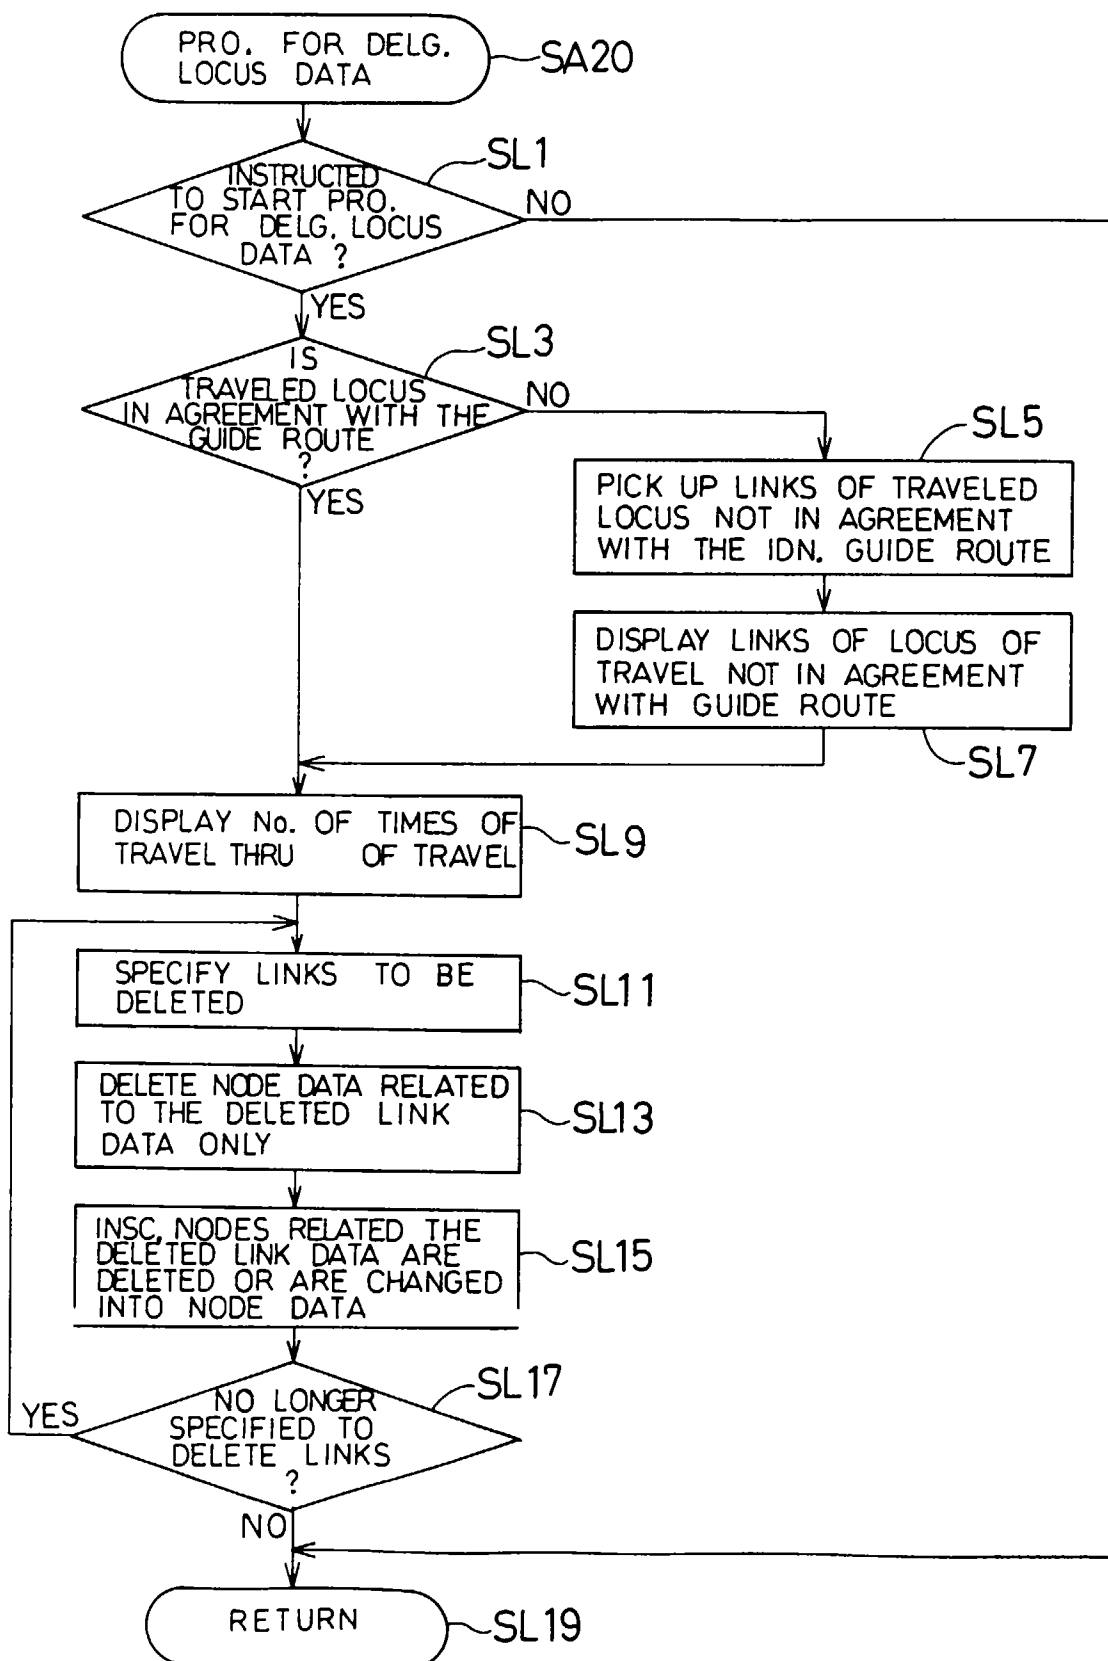 PRO. FOR DELG.
LOCUS DATA
SA20
SL1
INSTRUCTED
TO START PRO.
FOR DELG. LOCUS
DATA ?
NO
YES
SL3
IS
TRAVELED LOCUS
IN AGREEMENT WITH THE
GUIDE ROUTE
?
NO
YES
SL5
PICK UP LINKS OF TRAVELED
LOCUS NOT IN AGREEMENT
WITH THE IDN. GUIDE ROUTE
DISPLAY LINKS OF LOCUS OF
TRAVEL NOT IN AGREEMENT
WITH GUIDE ROUTE
SL7
DISPLAY No. OF TIMES OF
TRAVEL THRU OF TRAVEL
SL9
SPECIFY LINKS TO BE
DELETED
SL11
DELETE NODE DATA RELATED
TO THE DELETED LINK
DATA ONLY
SL13
INSC, NODES RELATED THE
DELETED LINK DATA ARE
DELETED OR ARE CHANGED
INTO NODE DATA
SL15
SL17
NO LONGER
SPECIFIED TO
DELETE LINKS
?
YES
NO
RETURN
SL19